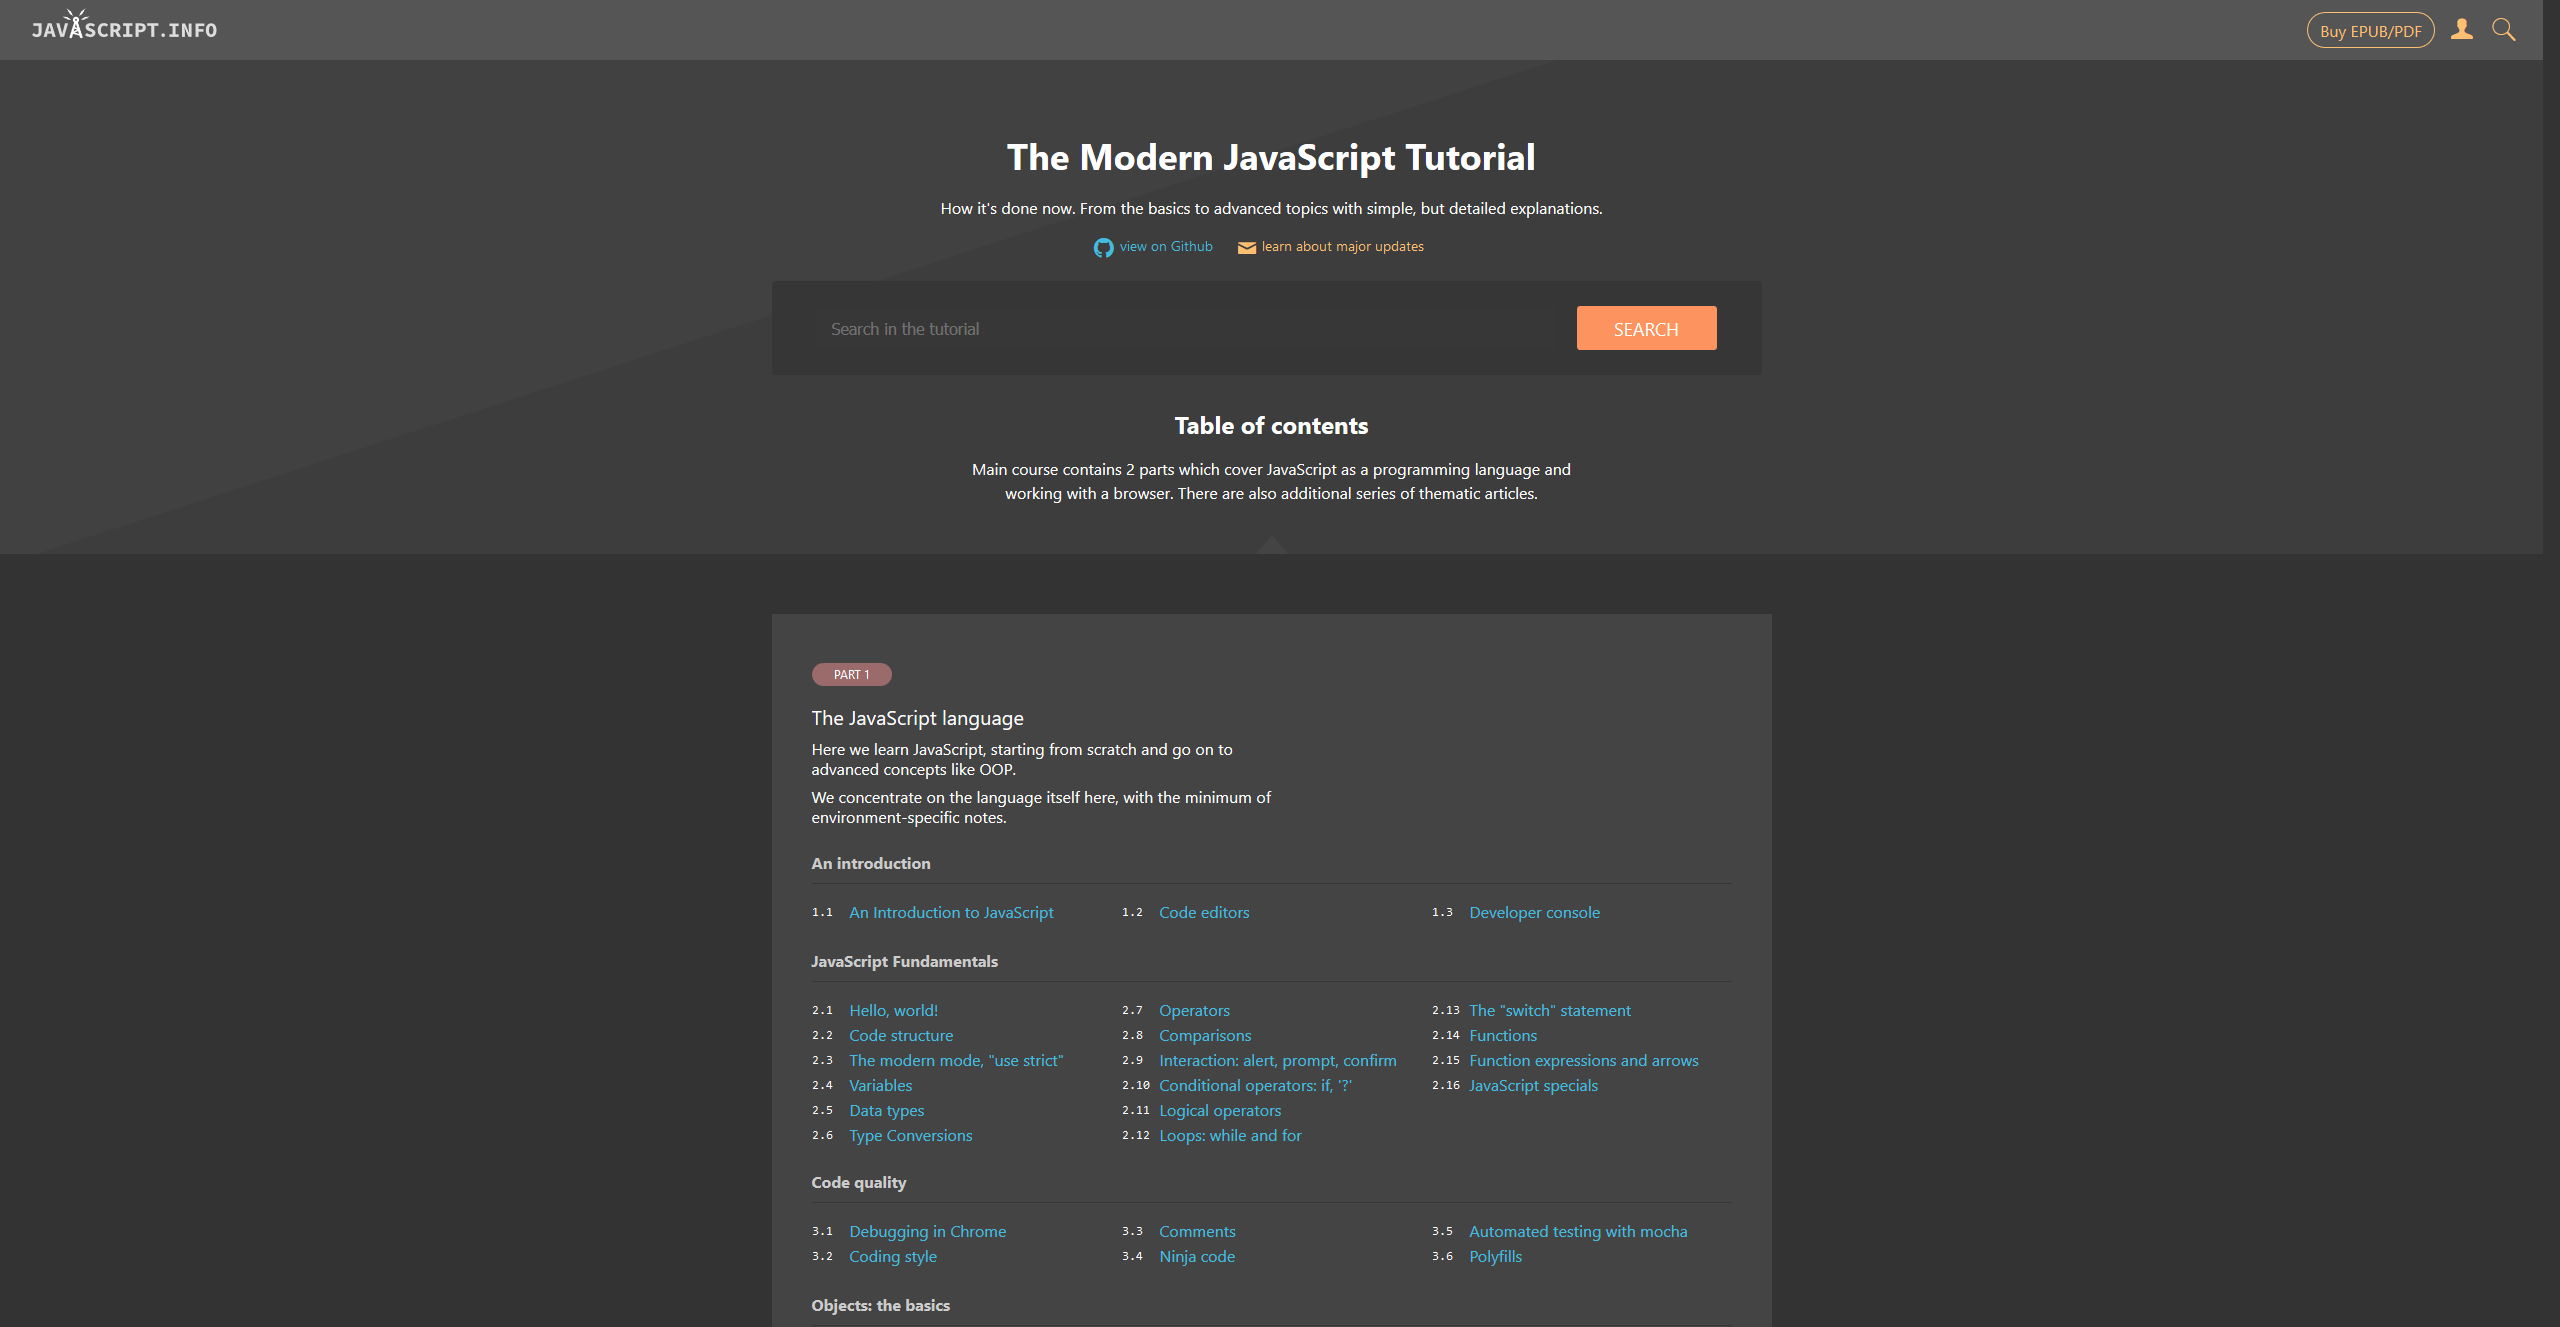 JAVASCRIPT.INFO
Buy EPUB/PDF
The Modern JavaScript Tutorial
How it's done now. From the basics to advanced topics with simple, but detailed explanations.
view on Github
learn about major updates
Search in the tutorial
SEARCH
Table of contents
Main course contains 2 parts which cover JavaScript as a programming language and
working with a browser. There are also additional series of thematic articles.
PART 1
The JavaScript language
Here we learn JavaScript, starting from scratch and go on to
advanced concepts like OOP.
We concentrate on the language itself here, with the minimum of
environment-specific notes.
An introduction
1.1 An Introduction to JavaScript
1.2 Code editors
1.3 Developer console
JavaScript Fundamentals
2.1 Hello, world!
2.2 Code structure
2.3 The modern mode, "use strict"
2.4 Variables
2.5 Data types
2.6 Type Conversions
2.7 Operators
2.8 Comparisons
2.9 Interaction: alert, prompt, confirm
2.10 Conditional operators: if, '?'
2.11 Logical operators
2.12 Loops: while and for
2.13 The "switch" statement
2.14 Functions
2.15 Function expressions and arrows
2.16 JavaScript specials
Code quality
3.1 Debugging in Chrome
3.2 Coding style
3.3 Comments
3.4 Ninja code
3.5 Automated testing with mocha
3.6 Polyfills
Objects: the basics